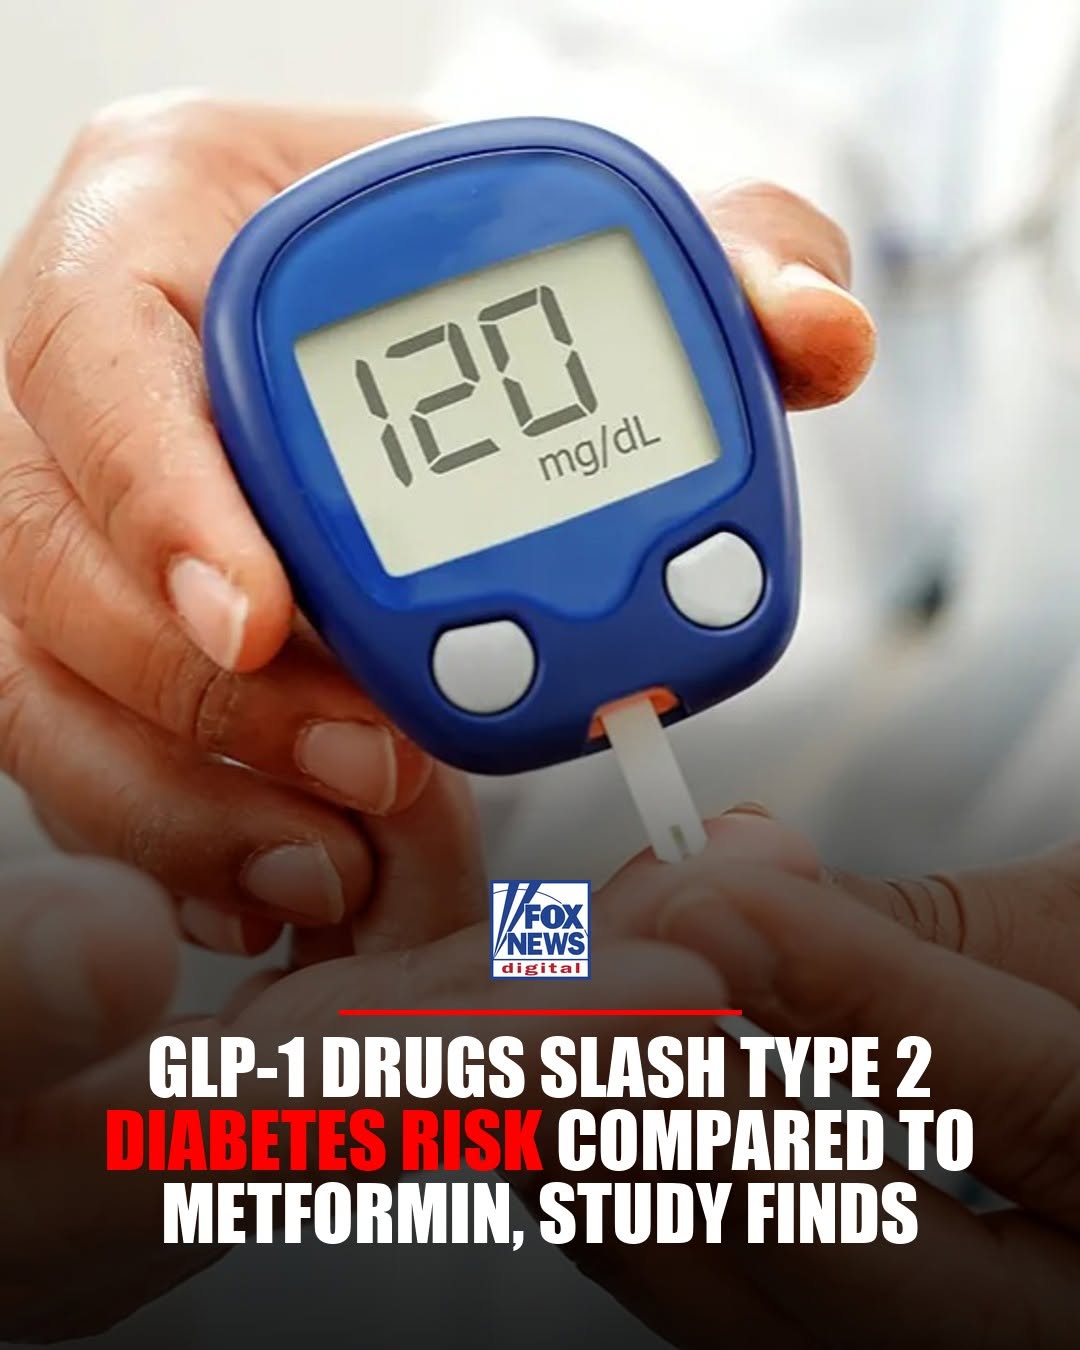 120
mg/dL
FOX
NEWS
digital
GLP-1 DRUGS SLASH TYPE 2
DIABETES RISK COMPARED TO
METFORMIN, STUDY FINDS